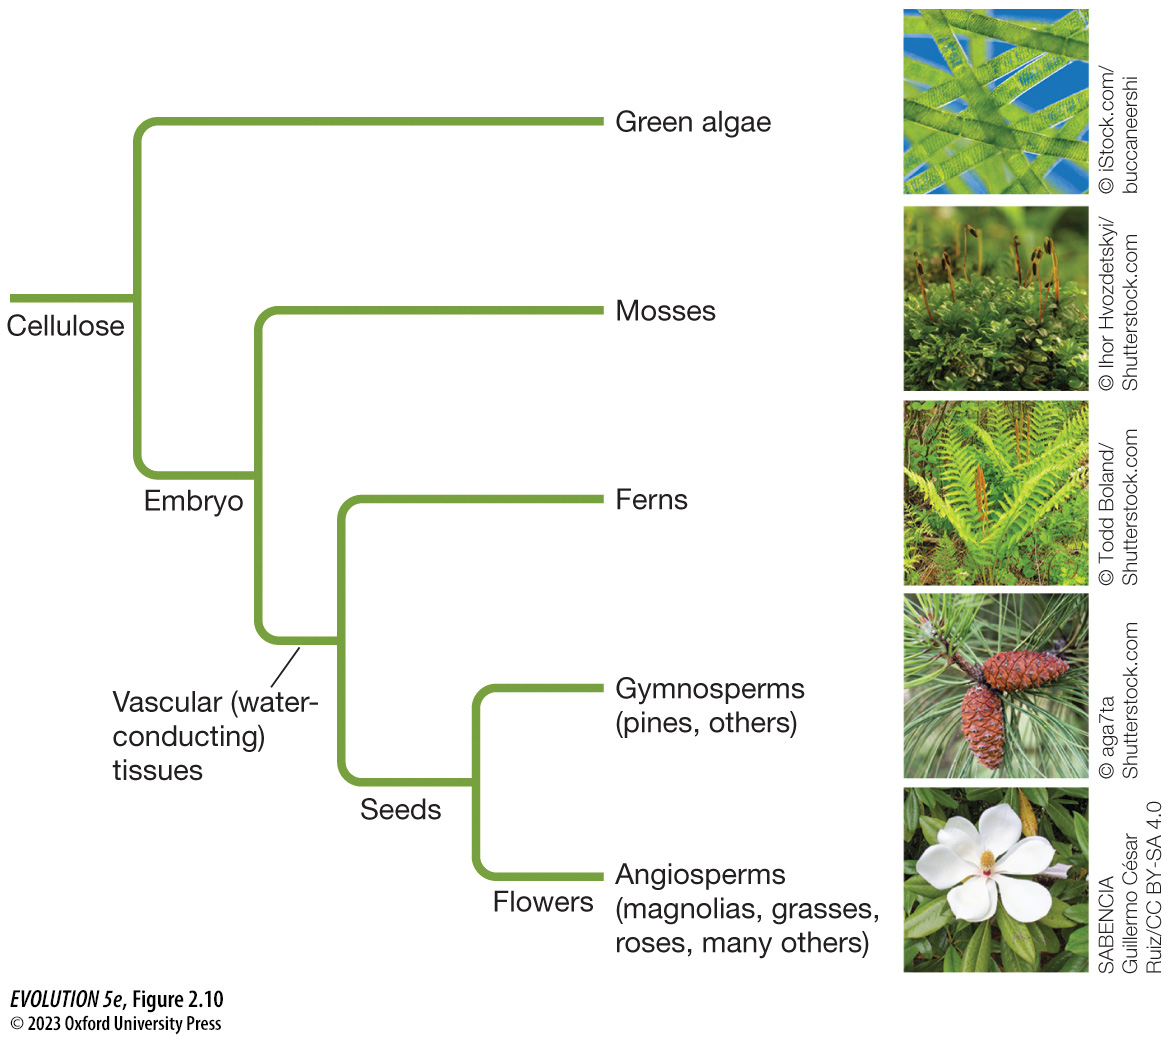 Green algae
© iStock.com/
buccaneershi
Cellulose
Mosses
© Ihor Hvozdetskyi/
Shutterstock.com
Embryo
Ferns
© Todd Boland/
Shutterstock.com
Vascular (water-
conducting)
tissues
Gymnosperms
(pines, others)
© aga7ta
Shutterstock.com
Seeds
Flowers
Angiosperms
(magnolias, grasses,
roses, many others)
SABENCIA
Guillermo César
Ruiz/CC BY-SA 4.0
EVOLUTION 5e, Figure 2.10
© 2023 Oxford University Press